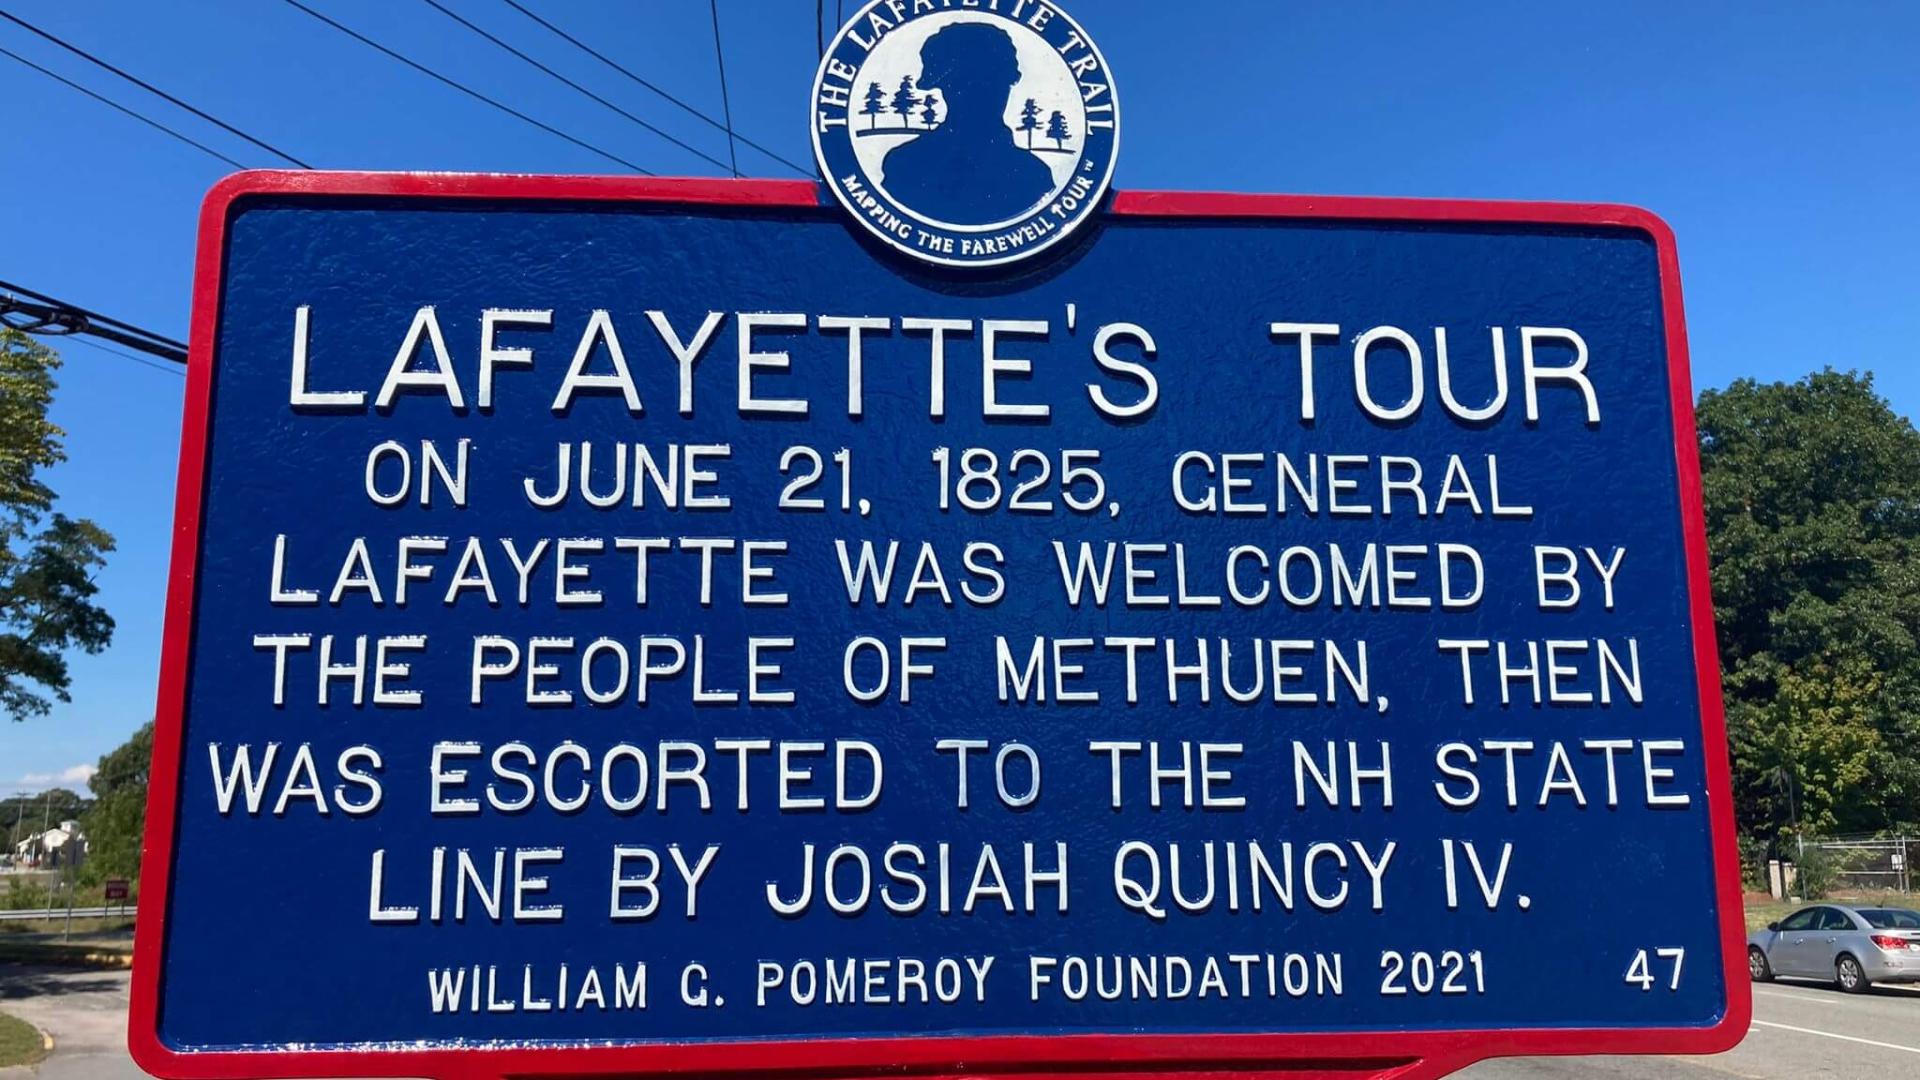 THE LAFAYETTE TRAIL
MAPPING THE FAREWELL TOUR™
LAFAYETTE'S TOUR
ON JUNE 21, 1825, GENERAL
LAFAYETTE WAS WELCOMED BY
THE PEOPLE OF METHUEN, THEN
WAS ESCORTED TO THE NH STATE
LINE BY JOSIAH QUINCY IV.
WILLIAM G. POMEROY FOUNDATION 2021 47